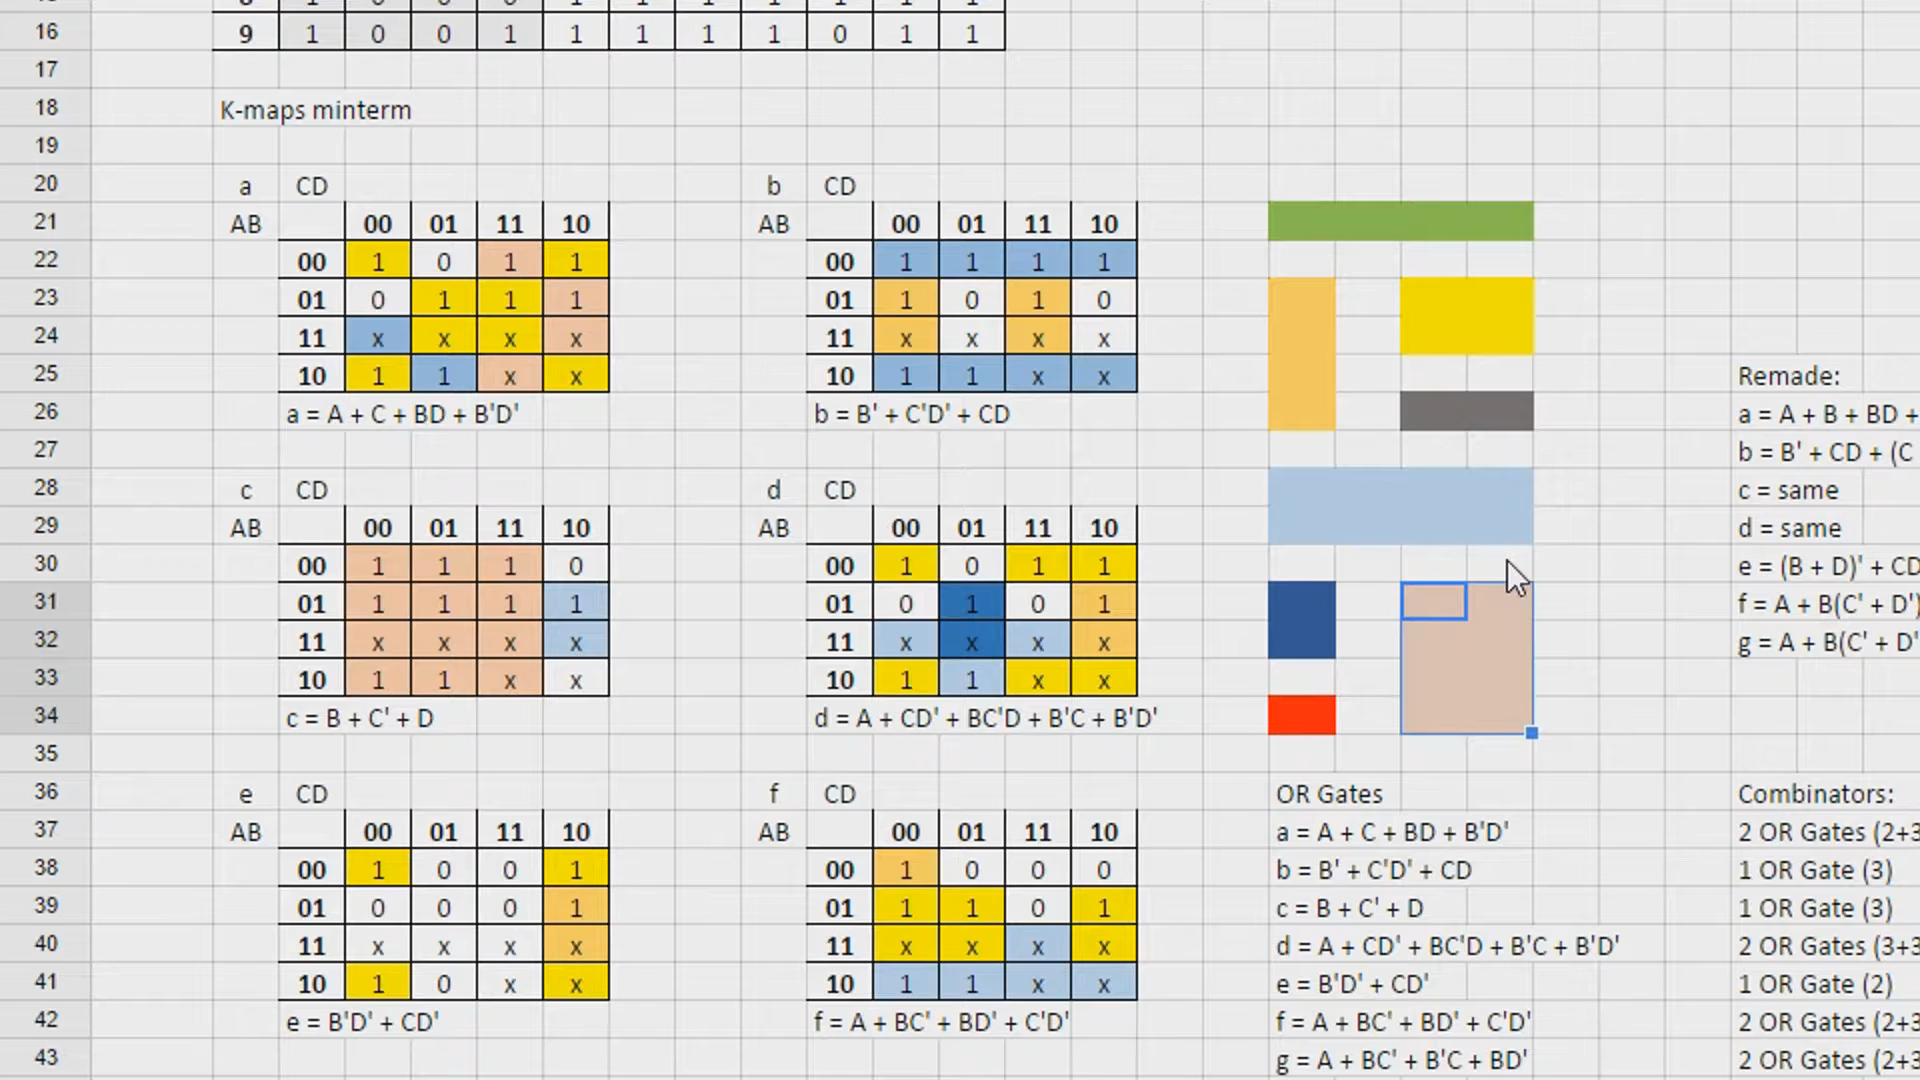 16 9 1 0 0 1 1 1 1 1 0 1 1
17
18 K-maps minterm
19
20 a CD b CD
21 AB 00 01 11 10 AB 00 01 11 10
22 00 1 0 1 1 00 1 1 1 1
23 01 0 1 1 1 01 1 0 1 0
24 11 x x x x 11 x x x x
25 10 1 1 x x 10 1 1 x x Remade:
26 a = A + C + BD + B'D' b = B' + C'D' + CD a = A + B + BD +
27 b = B' + CD + (C
28 c CD d CD c = same
29 AB 00 01 11 10 AB 00 01 11 10 d = same
30 00 1 1 1 0 00 1 0 1 1 e = (B + D)' + CD
31 01 1 1 1 1 01 0 1 0 1 f = A + B(C' + D')
32 11 x x x x 11 x x x x g = A + B(C' + D'
33 10 1 1 x x 10 1 1 x x
34 c = B + C' + D d = A + CD' + BC'D + B'C + B'D'
35
36 e CD f CD OR Gates Combinators:
37 AB 00 01 11 10 AB 00 01 11 10 a = A + C + BD + B'D' 2 OR Gates (2+3
38 00 1 0 0 1 00 1 0 0 0 b = B' + C'D' + CD 1 OR Gate (3)
39 01 0 0 0 1 01 1 1 0 1 c = B + C' + D 1 OR Gate (3)
40 11 x x x x 11 x x x x d = A + CD' + BC'D + B'C + B'D' 2 OR Gates (3+3
41 10 1 0 x x 10 1 1 x x e = B'D' + CD' 1 OR Gate (2)
42 e = B'D' + CD' f = A + BC' + BD' + C'D' f = A + BC' + BD' + C'D' 2 OR Gates (2+3
43 g = A + BC' + B'C + BD' 2 OR Gates (2+3